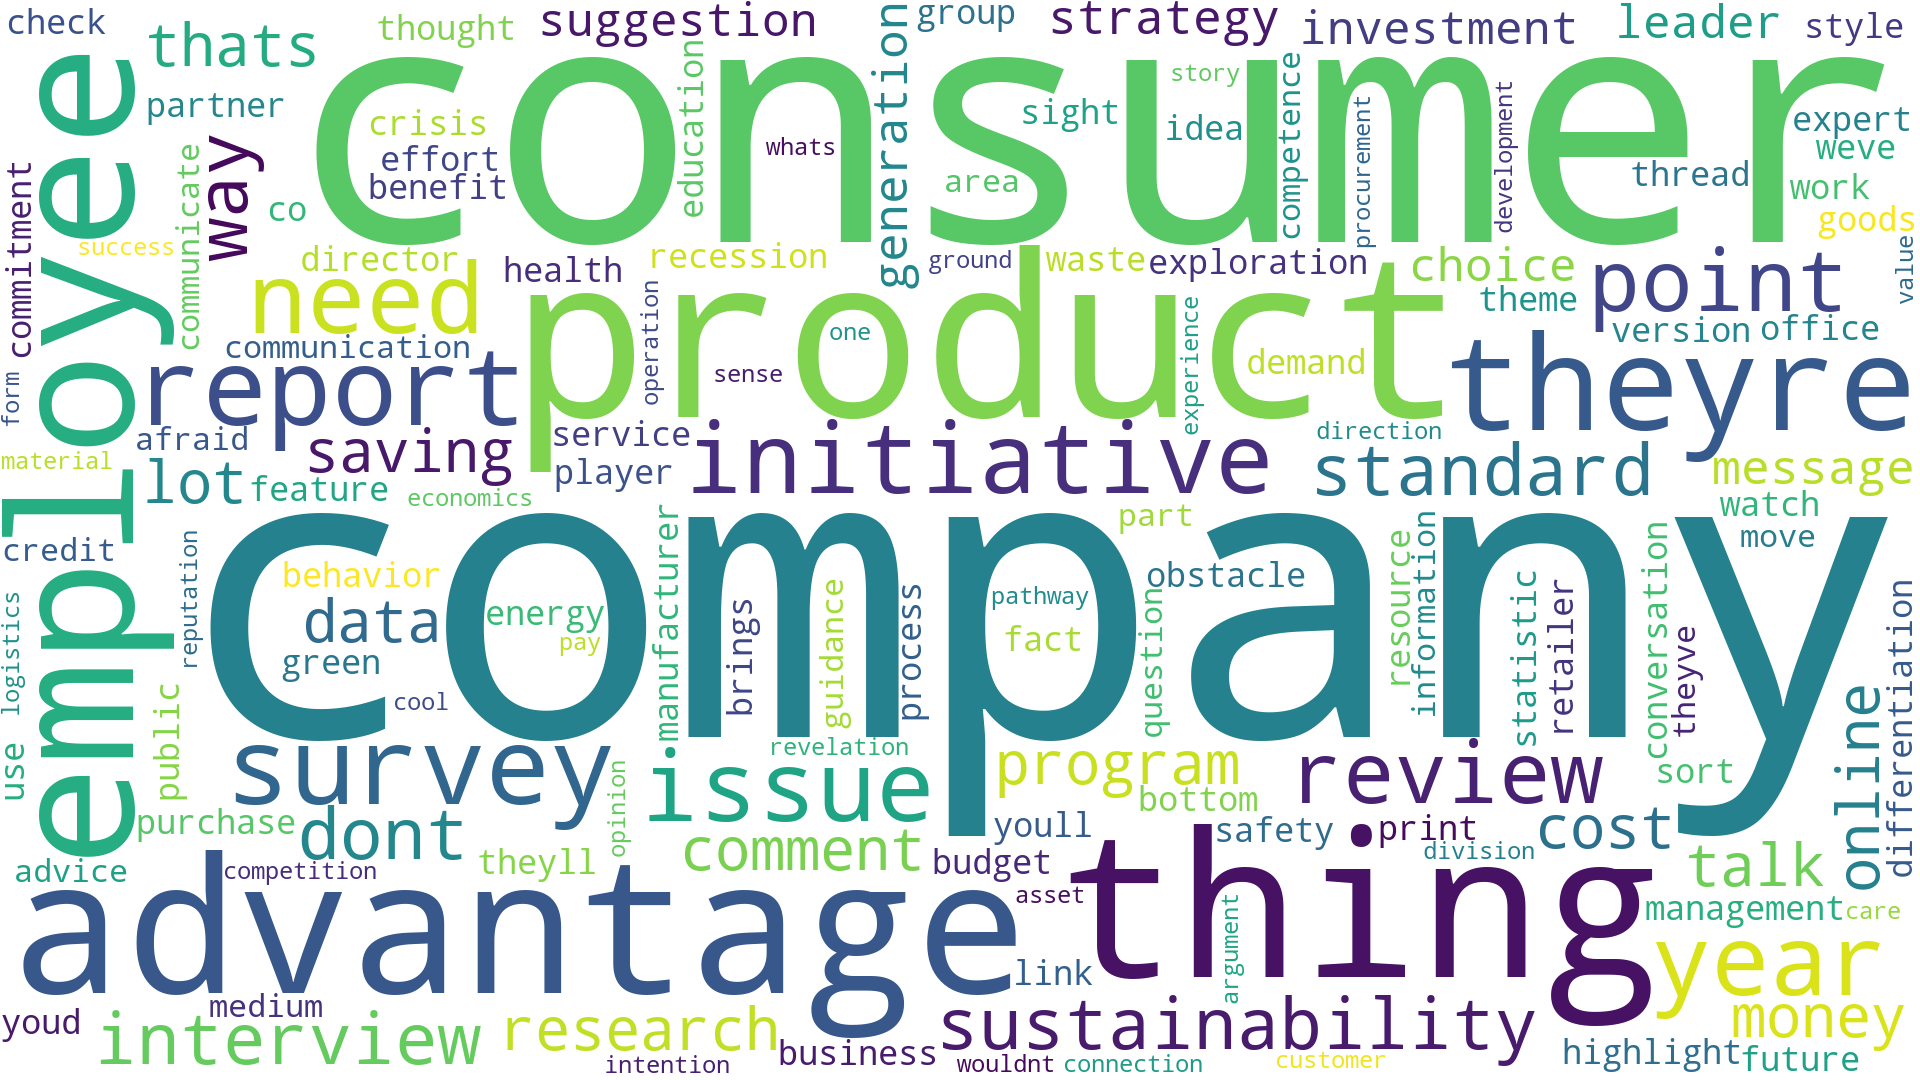 check
thought
suggestion
group
strategy
investment
leader
style
thats
consumer
employee
partner
crisis
effort
benefit
education
whats
generation
story
sight
idea
area
competence
procurement
development
expert
weve
thread
work
goods
way
co
commitment
communicate
success
director
need
health
recession
ground
waste
exploration
choice
point
theme
value
version
office
communication
product
operation
one
sense
experience
demand
theyre
form
report
afraid
saving
service
player
initiative
direction
standard
message
material
lot
feature
economics
part
watch
move
credit
reputation
company
manufacturer
behavior
data
energy
pay
green
cool
brings
guidance
process
pathway
fact
obstacle
question
resource
information
statistic
retailer
conversation
theyve
differentiation
logistics
use
public
survey
revelation
issue
program
bottom
review
sort
online
purchase
dont
opinion
youll
safety
print
cost
comment
theyll
budget
division
talk
advice
competition
advantage
asset
thing
management
care
argument
link
year
youd
medium
interview
research
business
sustainability
money
intention
wouldnt
connection
customer
highlight
future